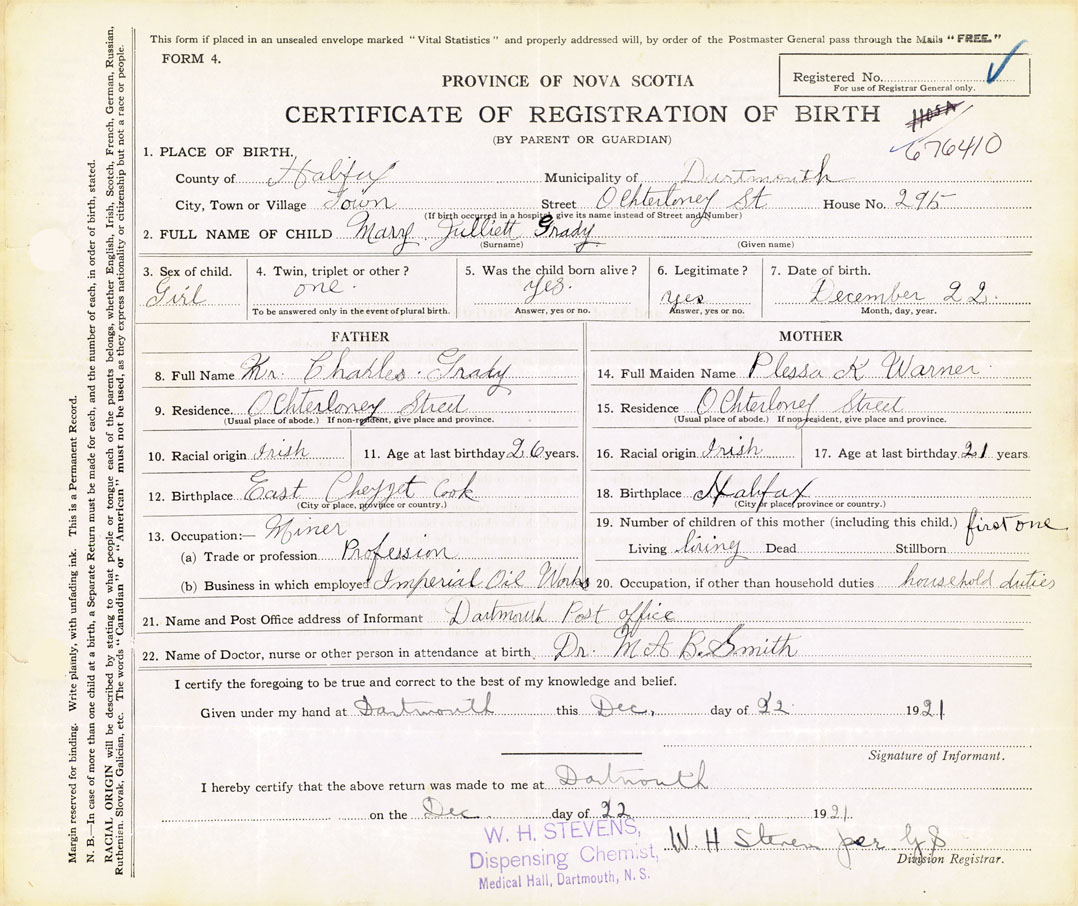 This form if placed in an unsealed envelope marked "Vital Statistics" and properly addressed will, by order of the Postmaster General pass through the Mails "FREE."
FORM 4.
Registered No.
For use of Registrar General only.
PROVINCE OF NOVA SCOTIA
CERTIFICATE OF REGISTRATION OF BIRTH
(BY PARENT OR GUARDIAN)
676410
1. PLACE OF BIRTH.
County of Halifax Municipality of Dartmouth
City, Town or Village Town Street Ochterloney St House No. 295
(If birth occurred in a hospital, give its name instead of Street and Number)
2. FULL NAME OF CHILD Mary Julliett Grady
(Surname) (Given name)
3. Sex of child. Girl
4. Twin, triplet or other? one.
To be answered only in the event of plural birth.
5. Was the child born alive? yes.
Answer, yes or no.
6. Legitimate? yes
Answer, yes or no.
7. Date of birth. December 22.
Month, day, year.
FATHER
8. Full Name Mr. Charles Grady
9. Residence. Ochterloney Street
(Usual place of abode.) If non-resident, give place and province.
10. Racial origin Irish 11. Age at last birthday 26 years.
12. Birthplace East Chezzet Cook
(City or place, province or country.)
13. Occupation:— Miner
(a) Trade or profession Profession
(b) Business in which employed Imperial Oil Works
MOTHER
14. Full Maiden Name Plessa K Warner
15. Residence Ochterloney Street
(Usual place of abode.) If non-resident, give place and province.
16. Racial origin Irish 17. Age at last birthday 21 years
18. Birthplace Halifax
(City or place, province or country.)
19. Number of children of this mother (including this child.) first one
Living living Dead Stillborn
20. Occupation, if other than household duties household duties
21. Name and Post Office address of Informant Dartmouth Post office
22. Name of Doctor, nurse or other person in attendance at birth. Dr. M A B. Smith
I certify the foregoing to be true and correct to the best of my knowledge and belief.
Given under my hand at Dartmouth this Dec. day of 22 1921
Signature of Informant.
I hereby certify that the above return was made to me at Dartmouth
on the Dec day of 22 1921.
W. H. STEVENS,
Dispensing Chemist,
Medical Hall, Dartmouth, N. S.
W. H Stevens per
Division Registrar.
Margin reserved for binding. Write plainly, with unfading ink. This is a Permanent Record.
N. B.—In case of more than one child at a birth, a Separate Return must be made for each, and the number of each, in order of birth, stated.
RACIAL ORIGIN will be described by stating to what people or tongue each of the parents belongs, whether English, Irish, Scotch, French, German, Russian,
Ruthenien, Slovak, Galician, etc. The words "Canadian" or "American" must not be used, as they express nationality or citizenship but not a race or people.